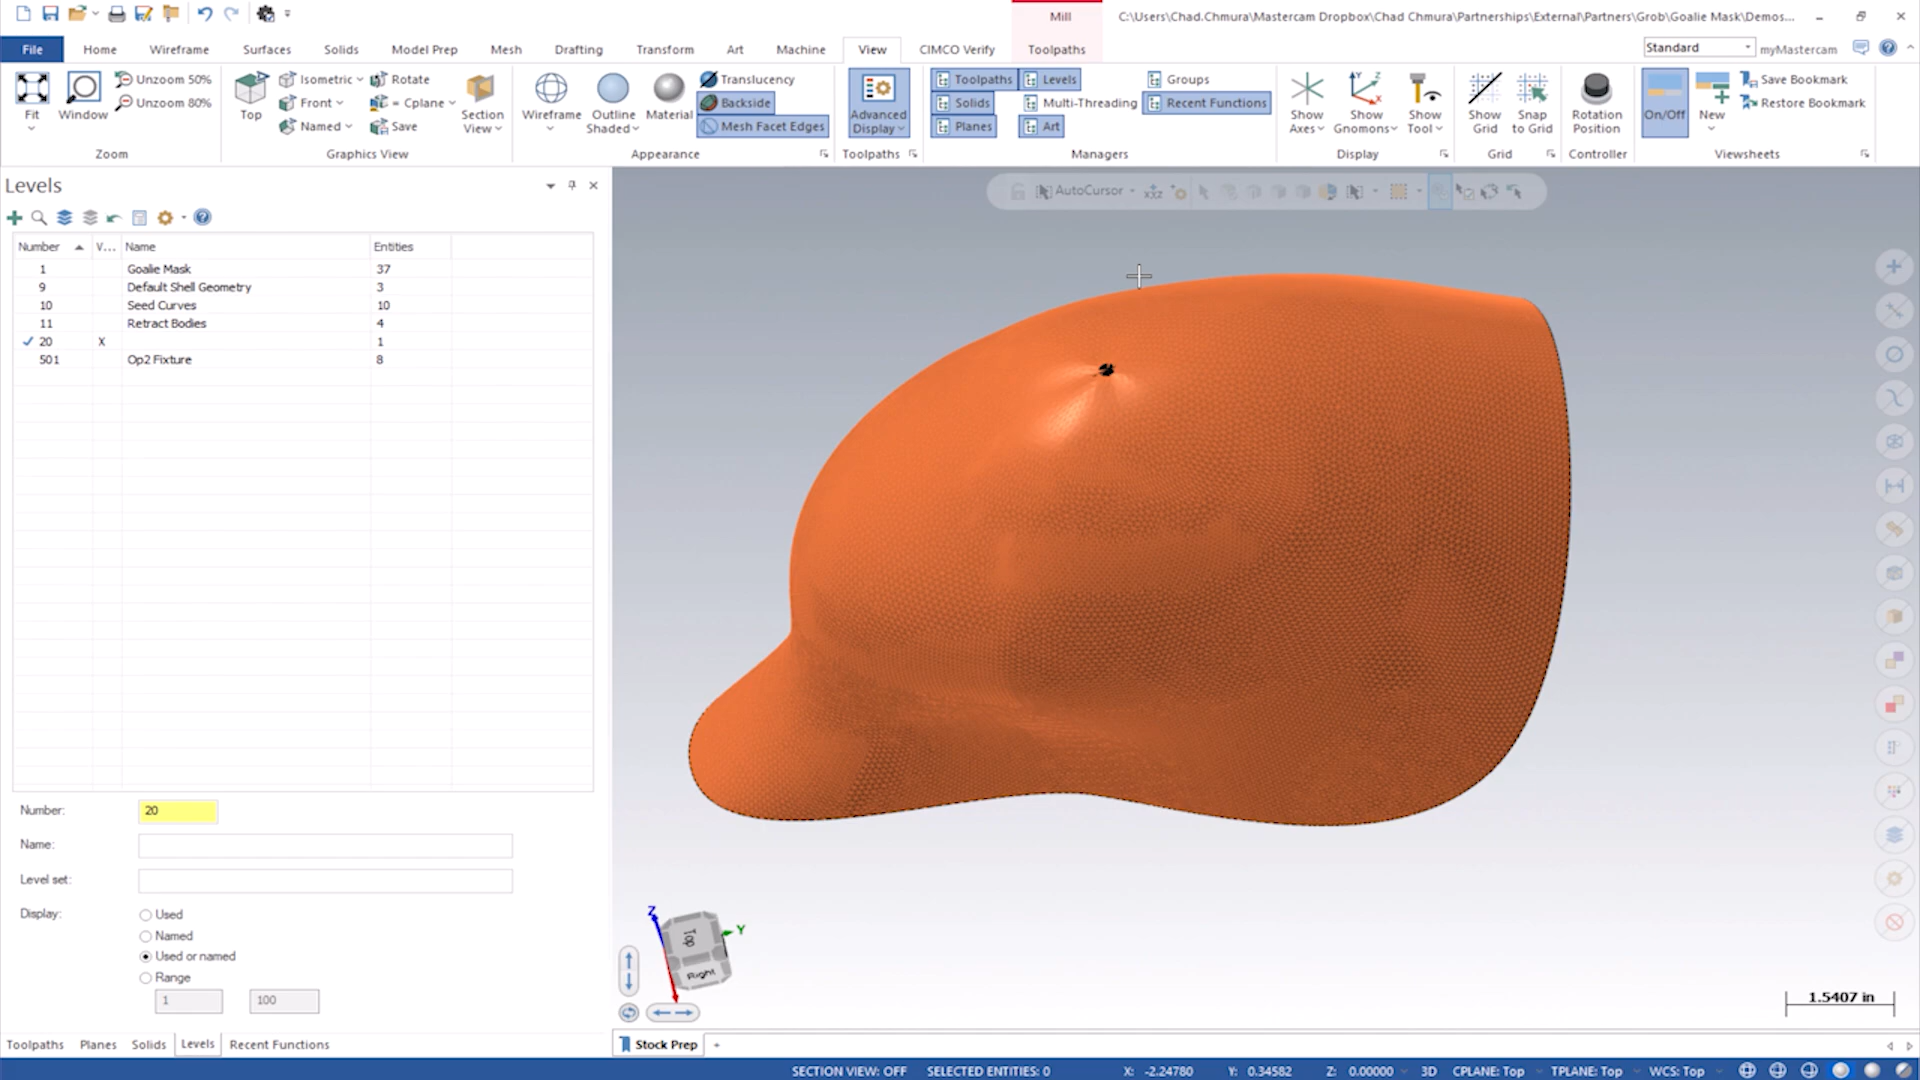 Mill
C:\Users\Chad.Chmura\Mastercam Dropbox\Chad Chmura\Partnerships\External\Partners\Grob\Goalie Mask\Demos...
File Home Wireframe Surfaces Solids Model Prep Mesh Drafting Transform Art Machine View CIMCO Verify Toolpaths
Standard myMastercam
Fit Window Unzoom 50% Unzoom 80%
Zoom
Top Isometric Front Named Rotate = Cplane Save Section View
Graphics View
Wireframe Outline Shaded Material Translucency Backside Mesh Facet Edges
Appearance
Advanced Display
Toolpaths
Toolpaths Solids Planes Levels Multi-Threading Art Groups Recent Functions
Managers
Show Axes Show Gnomons Show Tool
Display
Show Grid Snap to Grid
Grid
Rotation Position
Controller
On/Off New Save Bookmark Restore Bookmark
Viewsheets
Levels
AutoCursor
Number V... Name Entities
1 Goalie Mask 37
9 Default Shell Geometry 3
10 Seed Curves 10
11 Retract Bodies 4
20 X 1
501 Op2 Fixture 8
Number: 20
Name:
Level set:
Display: Used
Named
Used or named
Range
1 100
Z Y
Top
Right
1.5407 in
Toolpaths Planes Solids Levels Recent Functions
Stock Prep +
SECTION VIEW: OFF SELECTED ENTITIES: 0 X: -2.24780 Y: 0.34582 Z: 0.00000 3D CPLANE: Top TPLANE: Top WCS: Top